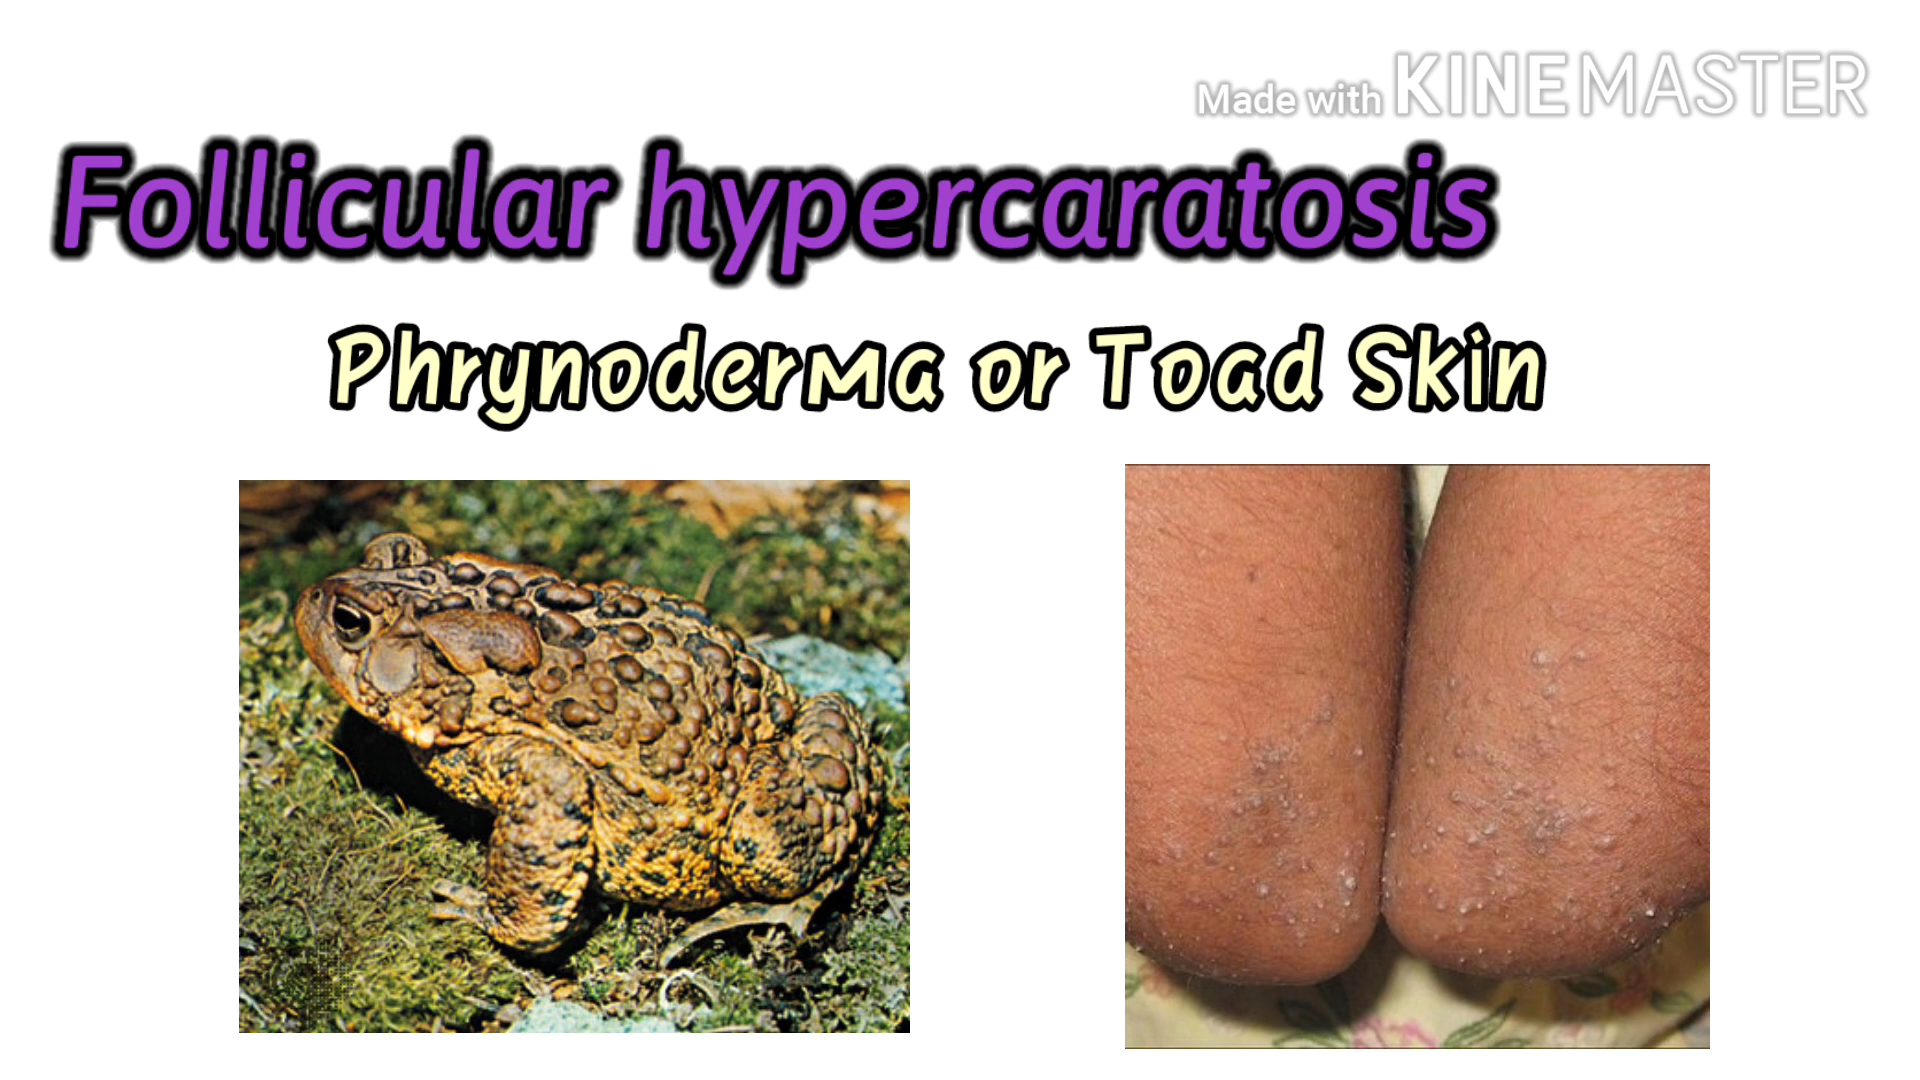 Made with KINEMASTER
Follicular hypercaratosis
Phrynoderma or Toad Skin